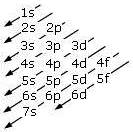 1s
2s 2p
3s 3p 3d
4s 4p 4d 4f
5s 5p 5d 5f
6s 6p 6d
7s